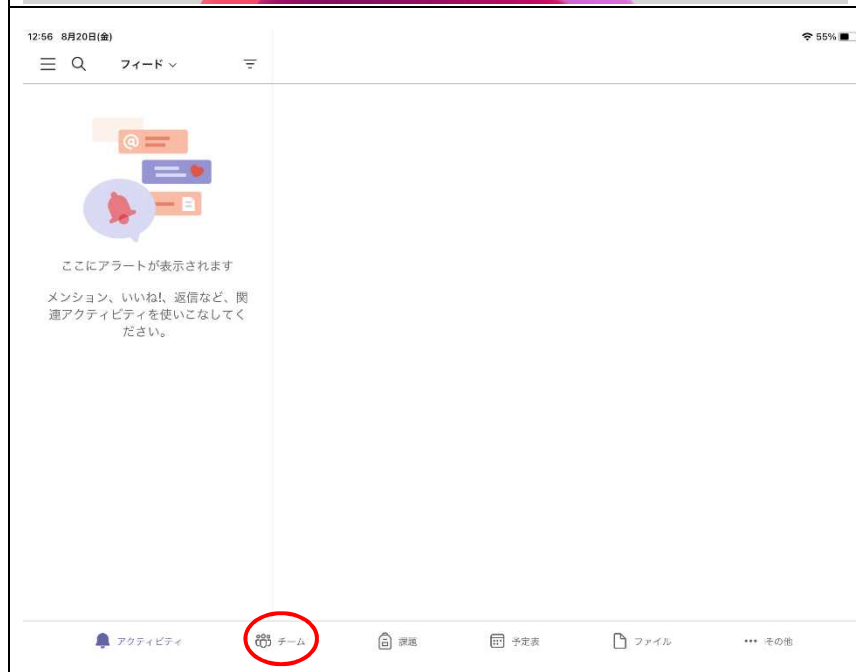 12:56 8月20日(金)
55%
フィード
@
ここにアラートが表示されます
メンション、いいね!、返信など、関
連アクティビティを使いこなしてく
ださい。
アクティビティ
チーム
課題
予定表
ファイル
••• その他